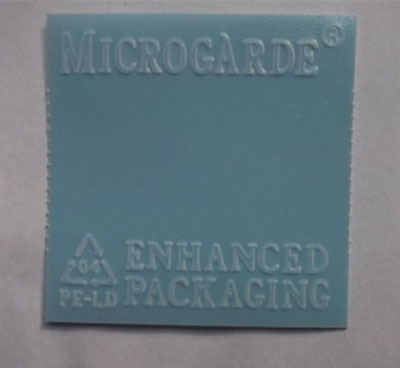 MICROGARDE®
04 ENHANCED
PE-LD PACKAGING